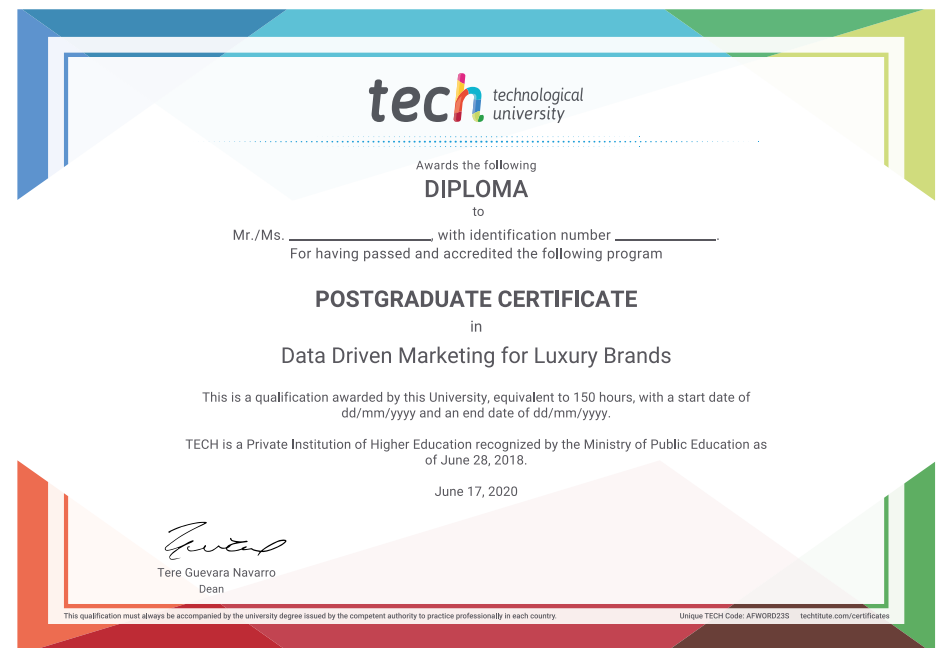 tech technological
university
Awards the following
DIPLOMA
to
Mr./Ms. ________________, with identification number ____________.
For having passed and accredited the following program
POSTGRADUATE CERTIFICATE
in
Data Driven Marketing for Luxury Brands
This is a qualification awarded by this University, equivalent to 150 hours, with a start date of
dd/mm/yyyy and an end date of dd/mm/yyyy.
TECH is a Private Institution of Higher Education recognized by the Ministry of Public Education as
of June 28, 2018.
June 17, 2020
Tere Guevara Navarro
Dean
This qualification must always be accompanied by the university degree issued by the competent authority to practice professionally in each country.
Unique TECH Code: AFWORD23S techtitute.com/certificates